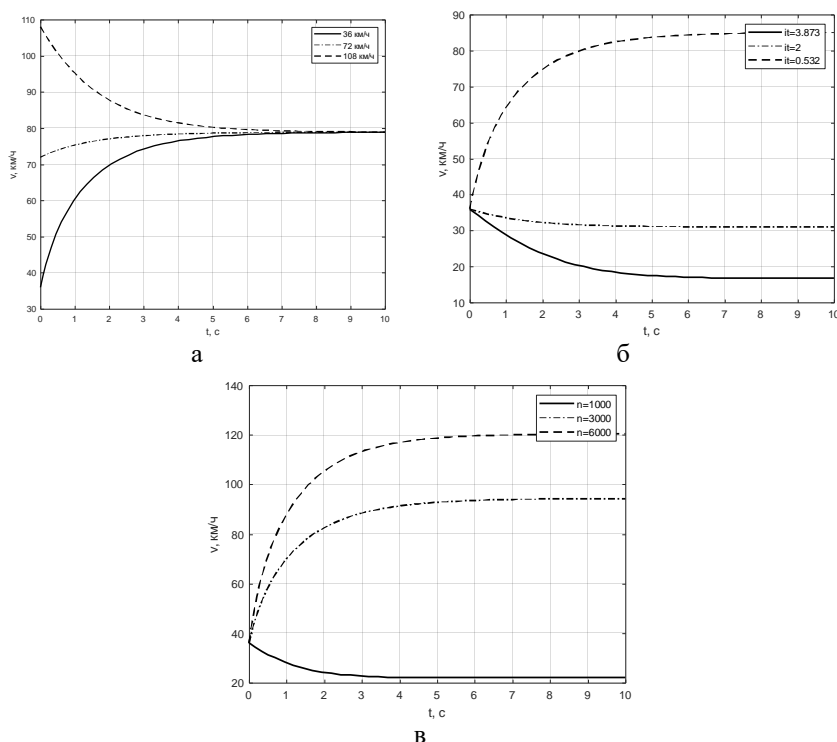 110
100
90
80
70
60
50
40
30
v, км/ч
36 км/ч
72 км/ч
108 км/ч
0 1 2 3 4 5 6 7 8 9 10
t, с
а
90
80
70
60
50
40
30
20
10
v, км/ч
it=3.873
it=2
it=0.532
0 1 2 3 4 5 6 7 8 9 10
t, с
б
140
120
100
80
60
40
20
v, км/ч
n=1000
n=3000
n=6000
0 1 2 3 4 5 6 7 8 9 10
t, с
в